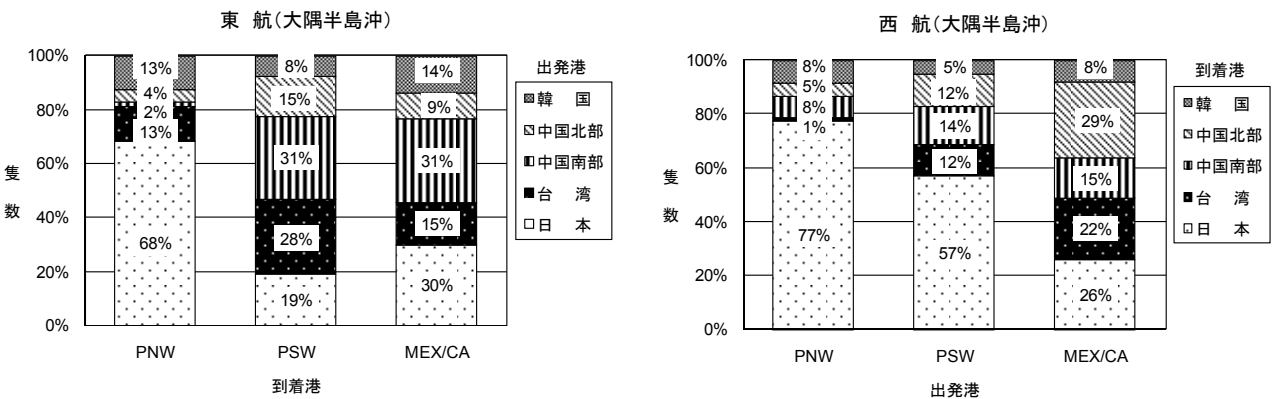 東 航(大隅半島沖)
100%
80%
60%
40%
20%
0%
隻
数
13%
4%
2%
13%
68%
8%
15%
31%
28%
19%
14%
9%
31%
15%
30%
PNW
PSW
MEX/CA
到着港
出発港
韓 国
中国北部
中国南部
台 湾
日 本
西 航(大隅半島沖)
100%
80%
60%
40%
20%
0%
隻
数
8%
5%
8%
1%
77%
5%
12%
14%
12%
57%
8%
29%
15%
22%
26%
PNW
PSW
MEX/CA
出発港
到着港
韓 国
中国北部
中国南部
台 湾
日 本